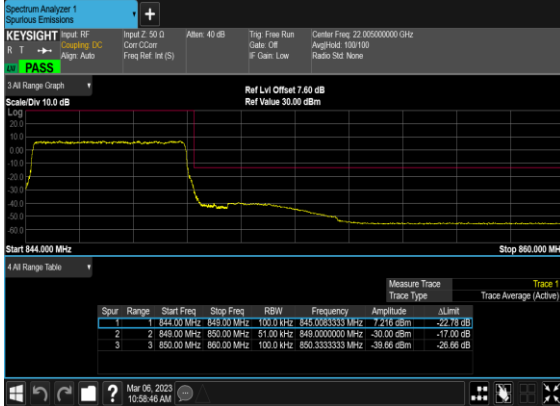 Spectrum Analyzer 1
Spurious Emissions
+
KEYSIGHT Input: RF Input Z: 50 Ω Atten: 40 dB Trig: Free Run Center Freq: 22.005000000 GHz
R T Coupling: DC Corr CCorr Gate: Off Avg|Hold: 100/100
Align: Auto Freq Ref: Int (S) IF Gain: Low Radio Std: None
LXI PASS
3 All Range Graph
Ref Lvl Offset 7.60 dB
Scale/Div 10.0 dB Ref Value 30.00 dBm
Log
20.0
10.0
0.00
-10.0
-20.0
-30.0
-40.0
-50.0
-60.0
Start 844.000 MHz Stop 860.000 MH
4 All Range Table
Measure Trace Trace 1
Trace Type Trace Average (Active)
Spur Range Start Freq Stop Freq RBW Frequency Amplitude ΔLimit
1 1 844.00 MHz 849.00 MHz 100.0 kHz 845.0083333 MHz 7.216 dBm -22.78 dB
2 2 849.00 MHz 850.00 MHz 51.00 kHz 849.0000000 MHz -30.00 dBm -17.00 dB
3 3 850.00 MHz 860.00 MHz 100.0 kHz 850.3333333 MHz -39.66 dBm -26.66 dB
? Mar 06, 2023
10:58:46 AM